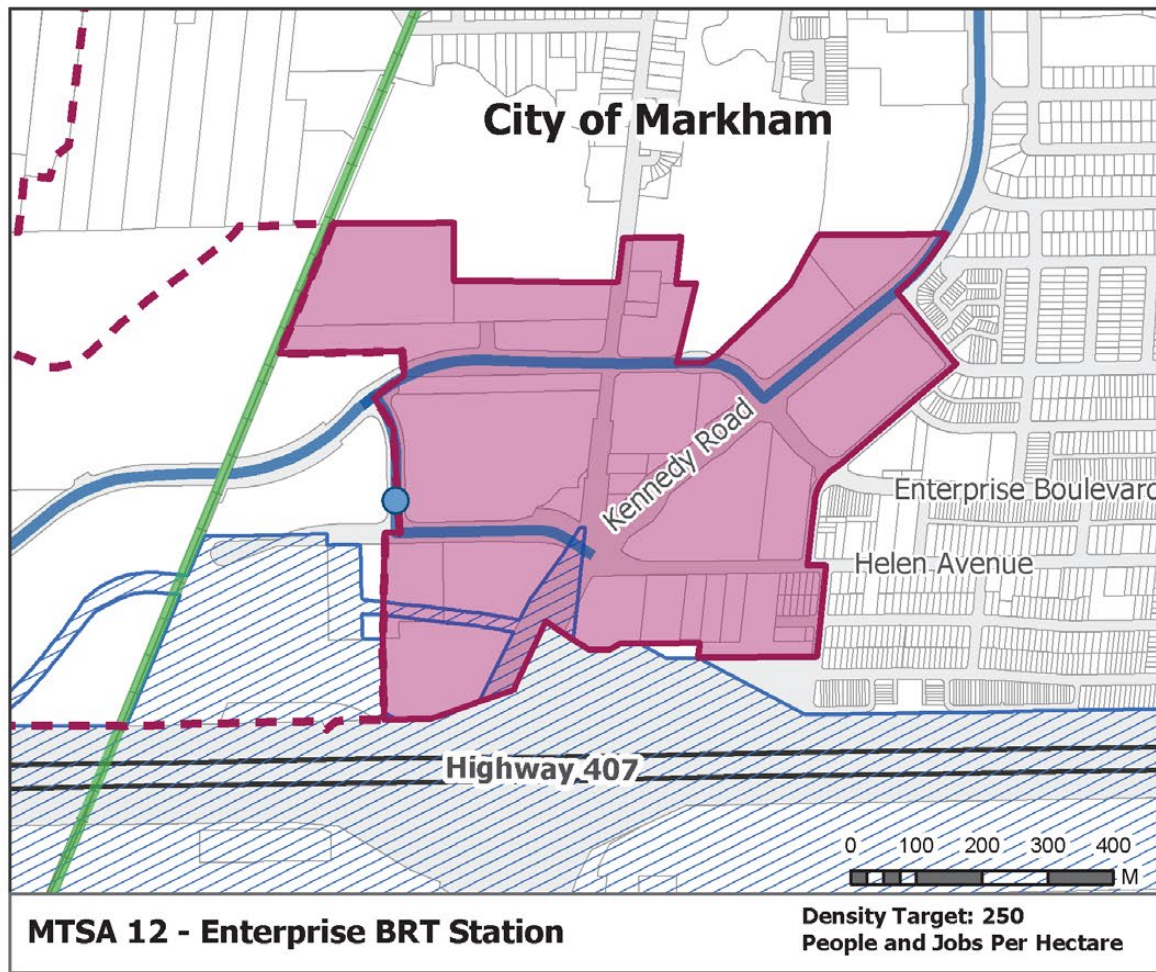 City of Markham
Kennedy Road
Enterprise Boulevard
Helen Avenue
Highway 407
0 100 200 300 400
M
MTSA 12 - Enterprise BRT Station
Density Target: 250
People and Jobs Per Hectare